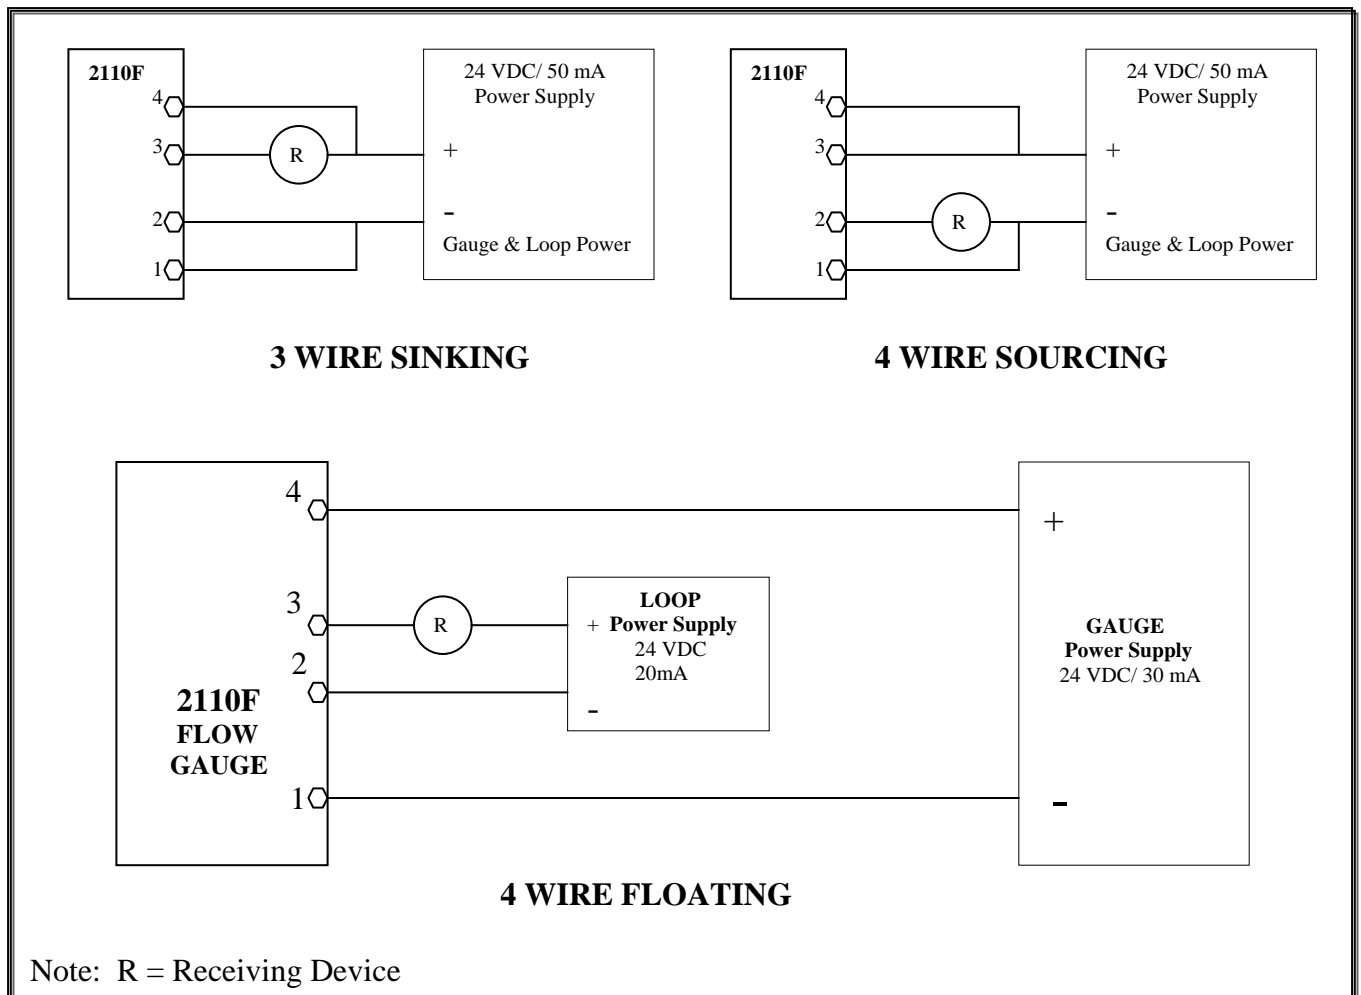 2110F
4
3
2
1
R
24 VDC/ 50 mA
Power Supply
+
-
Gauge & Loop Power
3 WIRE SINKING
2110F
4
3
2
1
R
24 VDC/ 50 mA
Power Supply
+
-
Gauge & Loop Power
4 WIRE SOURCING
4
3
2
1
2110F
FLOW
GAUGE
R
LOOP
+ Power Supply
24 VDC
20mA
-
+
GAUGE
Power Supply
24 VDC/ 30 mA
-
4 WIRE FLOATING
Note: R = Receiving Device